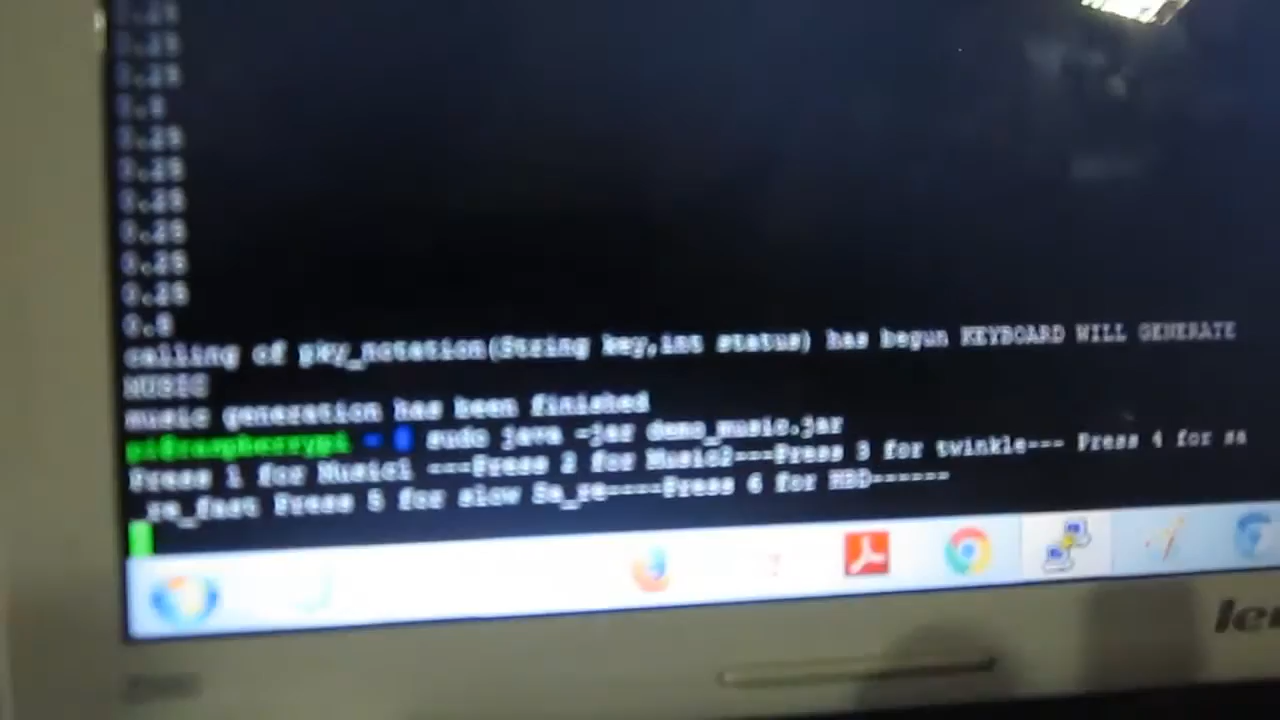 0.25
0.25
0.25
0.5
0.25
0.25
0.25
0.25
0.25
0.25
0.5
calling of pky_notation(String key,int status) has begun KEYBOARD WILL GENERATE
MUSIC
music generation has been finished
pi@raspberrypi ~ $ sudo java -jar demo_music.jar
Press 1 for Music1 ---Press 2 for Music2---Press 3 for twinkle--- Press 4 for sa
_re_fast Press 5 for slow Sa_re----Press 6 for HBD------
len